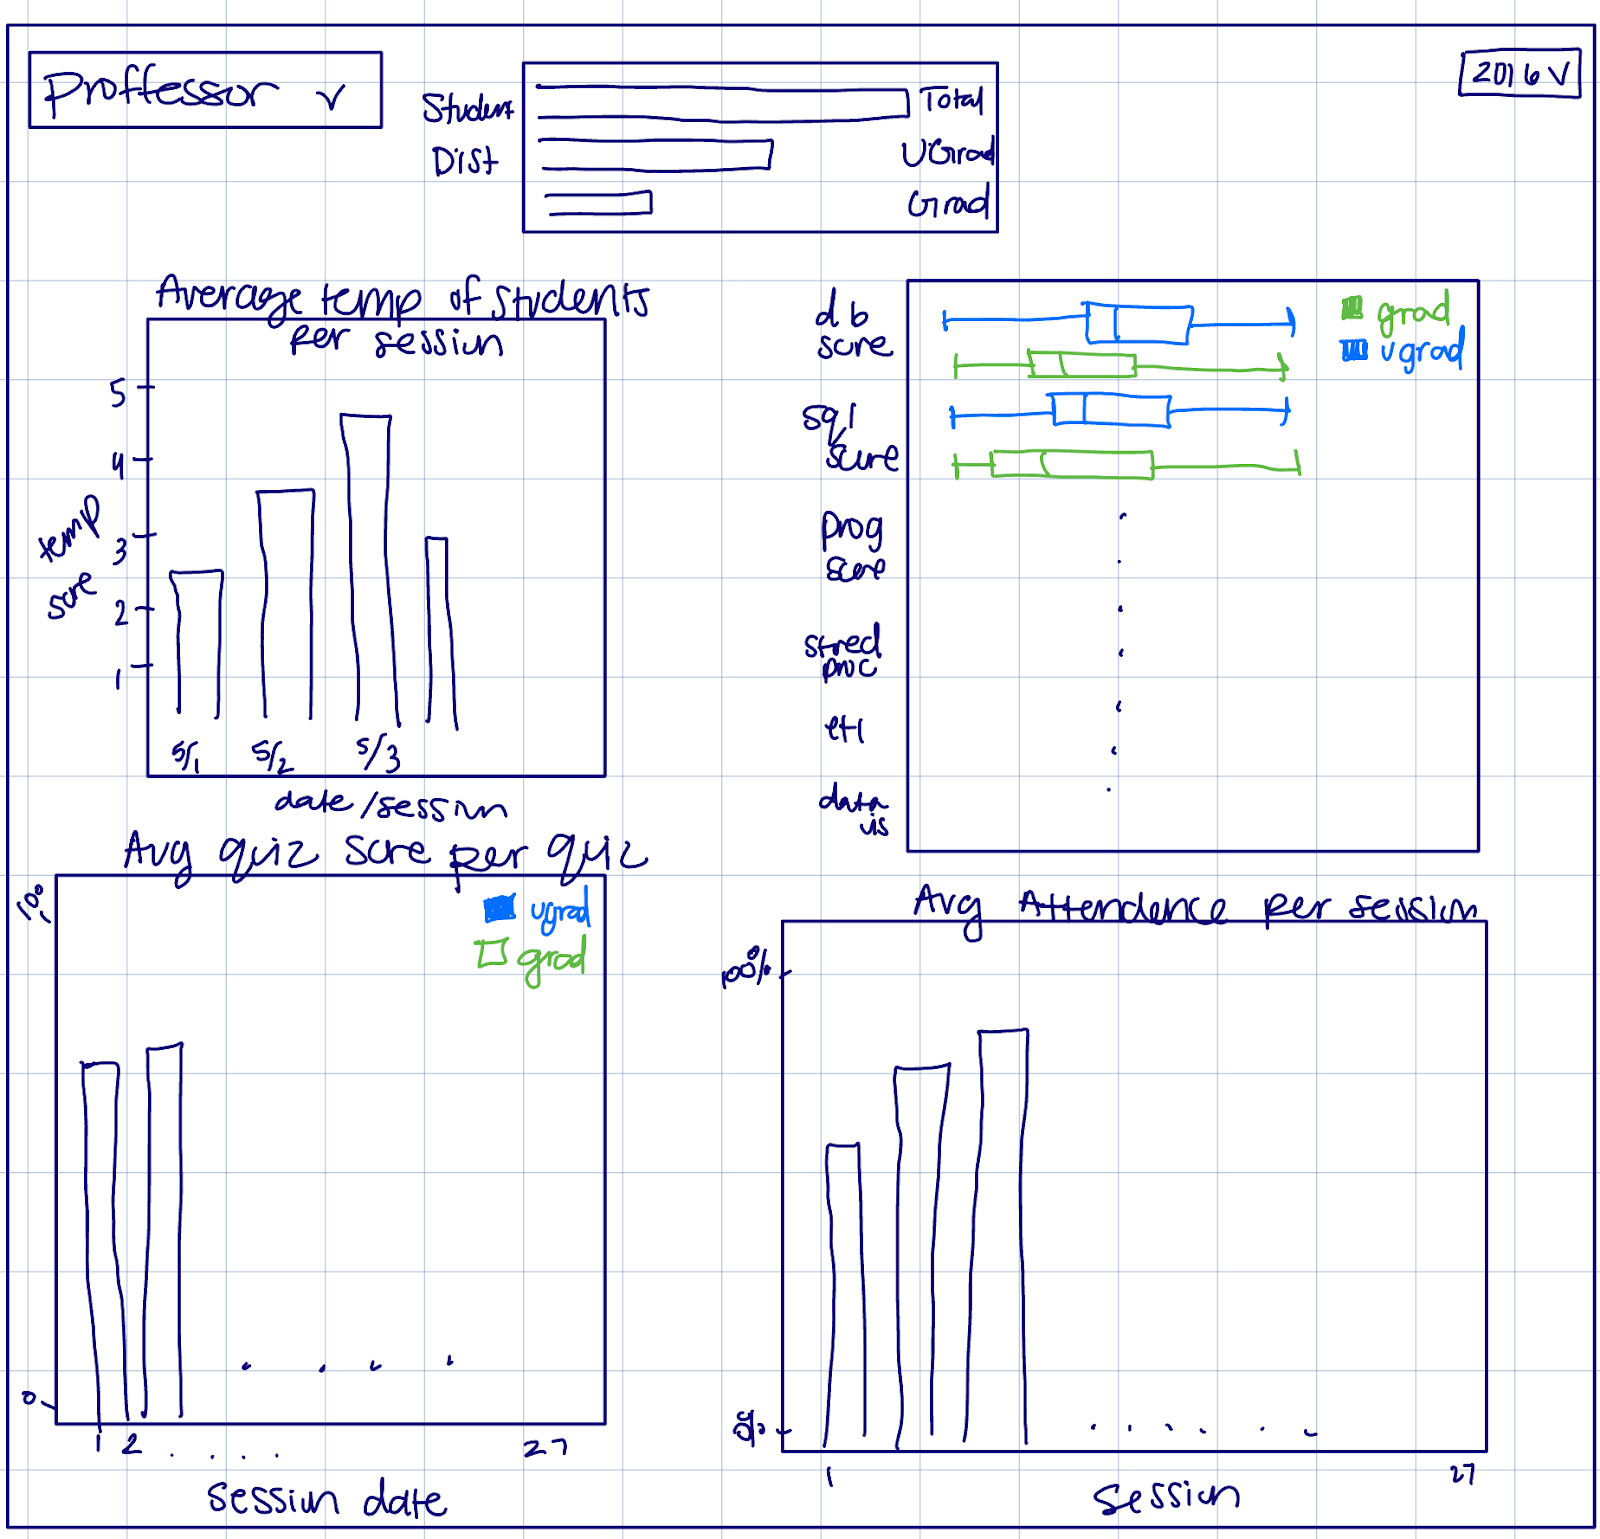 Proffessor v
Student
Dist
Total
UGrad
Grad
2016 v
Average temp of students
per session
5
4
3
2
1
temp
score
5/1
5/2
5/3
date/session
db
score
sql
score
prog
score
stored
proc
etl
data
vis
grad
ugrad
Avg quiz score per quiz
100
0
ugrad
grad
1 2 . . . . 27
session date
Avg Attendence per session
100%
0%
1
27
session